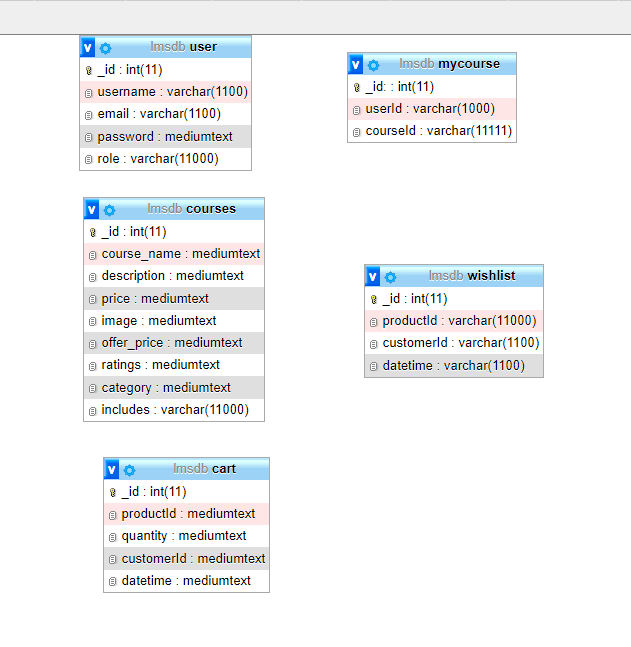 v lmsdb user
_id : int(11)
username : varchar(1100)
email : varchar(1100)
password : mediumtext
role : varchar(11000)
v lmsdb mycourse
_id: : int(11)
userId : varchar(1000)
courseId : varchar(11111)
v lmsdb courses
_id : int(11)
course_name : mediumtext
description : mediumtext
price : mediumtext
image : mediumtext
offer_price : mediumtext
ratings : mediumtext
category : mediumtext
includes : varchar(11000)
v lmsdb wishlist
_id : int(11)
productId : varchar(11000)
customerId : varchar(1100)
datetime : varchar(1100)
v lmsdb cart
_id : int(11)
productId : mediumtext
quantity : mediumtext
customerId : mediumtext
datetime : mediumtext